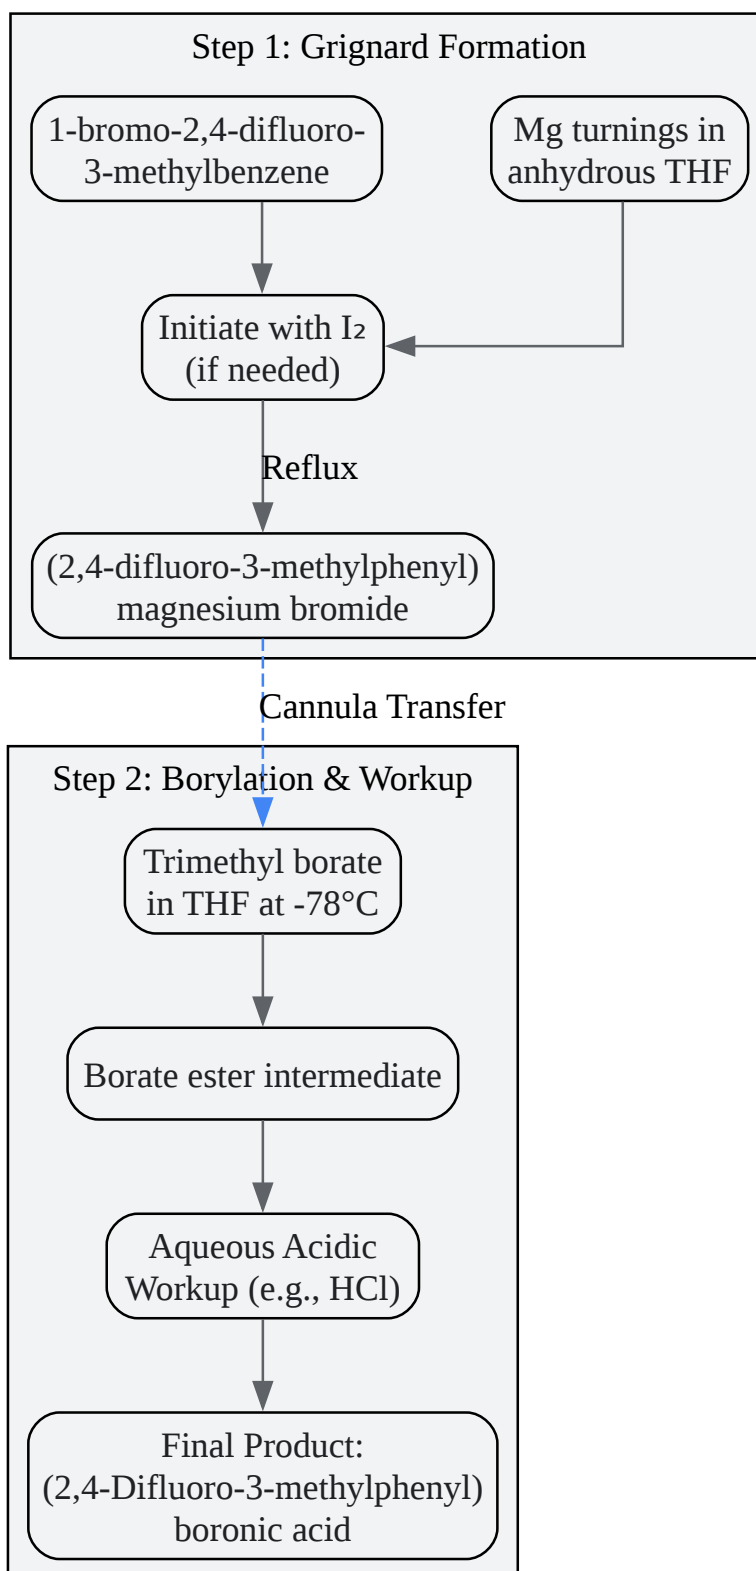 Step 1: Grignard Formation
1-bromo-2,4-difluoro-
3-methylbenzene
Mg turnings in
anhydrous THF
Initiate with I₂
(if needed)
Reflux
(2,4-difluoro-3-methylphenyl)
magnesium bromide
Cannula Transfer
Step 2: Borylation & Workup
Trimethyl borate
in THF at -78°C
Borate ester intermediate
Aqueous Acidic
Workup (e.g., HCl)
Final Product:
(2,4-Difluoro-3-methylphenyl)
boronic acid